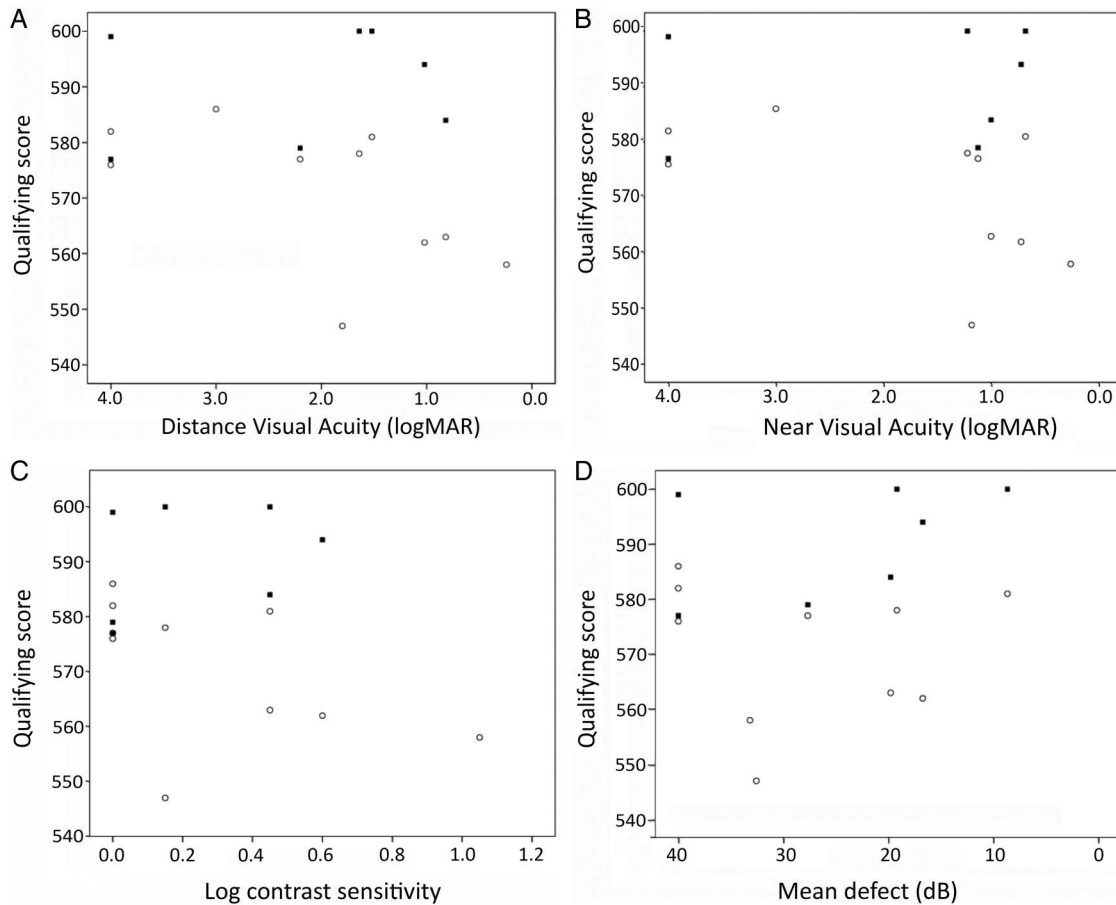 A
Qualifying score
600
590
580
570
560
550
540
4.0 3.0 2.0 1.0 0.0
Distance Visual Acuity (logMAR)
B
Qualifying score
600
590
580
570
560
550
540
4.0 3.0 2.0 1.0 0.0
Near Visual Acuity (logMAR)
C
Qualifying score
600
590
580
570
560
550
540
0.0 0.2 0.4 0.6 0.8 1.0 1.2
Log contrast sensitivity
D
Qualifying score
600
590
580
570
560
550
540
40 30 20 10 0
Mean defect (dB)